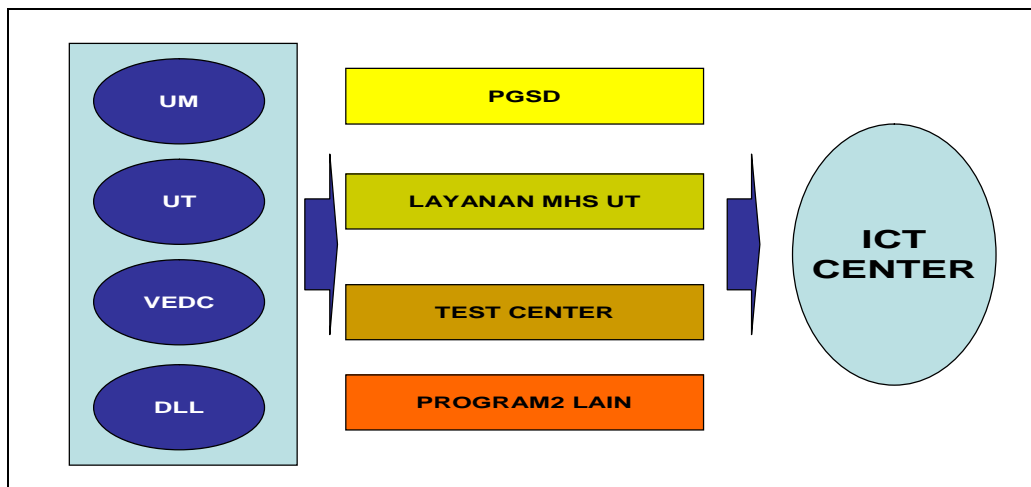 UM
UT
VEDC
DLL
PGSD
LAYANAN MHS UT
TEST CENTER
PROGRAM2 LAIN
ICT
CENTER